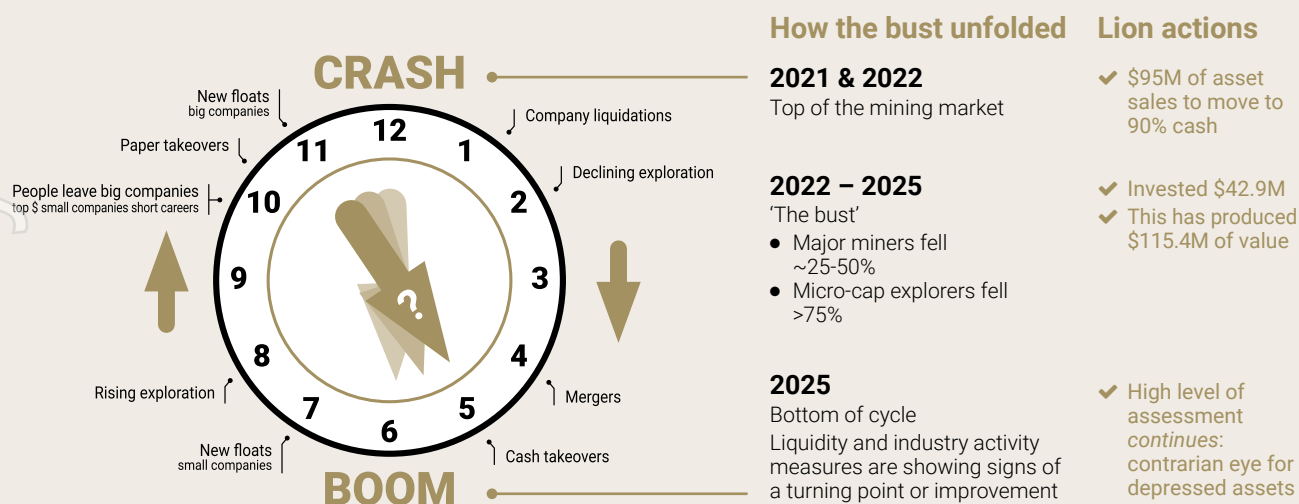 CRASH
New floats
big companies
Paper takeovers
People leave big companies
top $ small companies short careers
Company liquidations
Declining exploration
12
1
2
3
4
5
6
7
8
9
10
11
?
Mergers
Cash takeovers
Rising exploration
New floats
small companies
BOOM
How the bust unfolded
2021 & 2022
Top of the mining market
2022 – 2025
‘The bust’
• Major miners fell
~25-50%
• Micro-cap explorers fell
>75%
2025
Bottom of cycle
Liquidity and industry activity
measures are showing signs of
a turning point or improvement
Lion actions
✔ $95M of asset
sales to move to
90% cash
✔ Invested $42.9M
✔ This has produced
$115.4M of value
✔ High level of
assessment
continues:
contrarian eye for
depressed assets